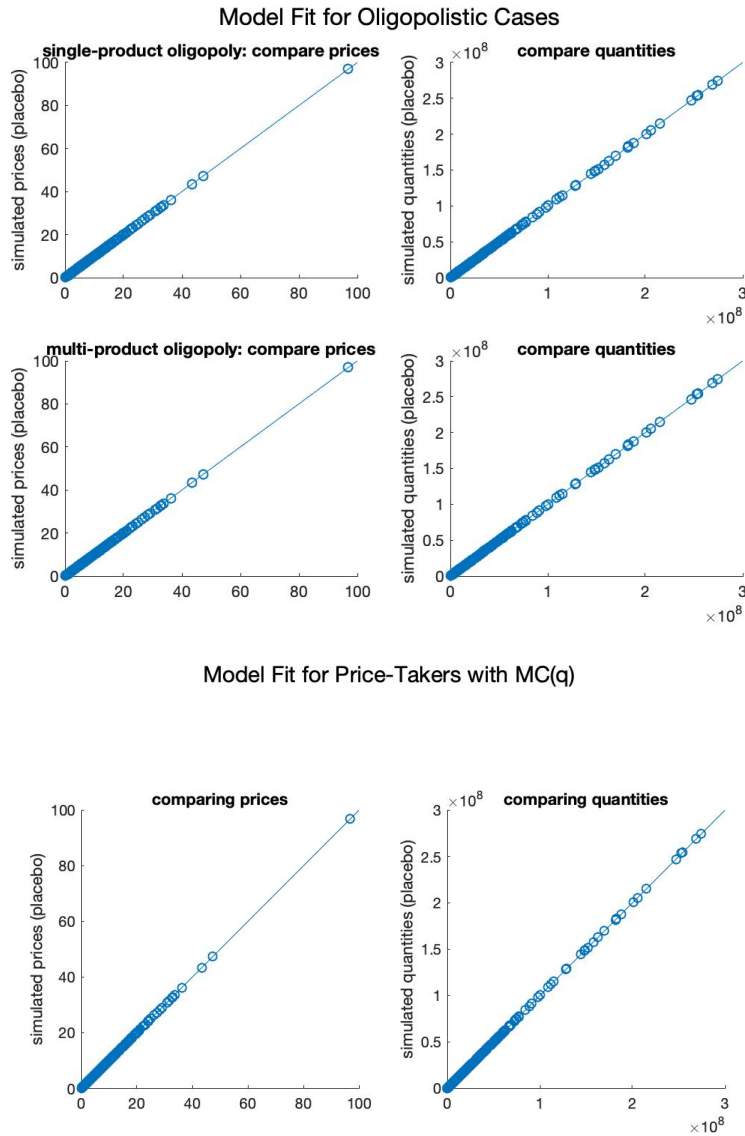 Model Fit for Oligopolistic Cases
single-product oligopoly: compare prices
100
80
60
40
20
0
simulated prices (placebo)
0 20 40 60 80 100
compare quantities
×10^8
3
2.5
2
1.5
1
0.5
0
simulated quantities (placebo)
0 1 2 3
×10^8
multi-product oligopoly: compare prices
100
80
60
40
20
0
simulated prices (placebo)
0 20 40 60 80 100
compare quantities
×10^8
3
2.5
2
1.5
1
0.5
0
simulated quantities (placebo)
0 1 2 3
×10^8
Model Fit for Price-Takers with MC(q)
comparing prices
100
80
60
40
20
0
simulated prices (placebo)
0 20 40 60 80 100
comparing quantities
×10^8
3
2.5
2
1.5
1
0.5
0
simulated quantities (placebo)
0 1 2 3
×10^8